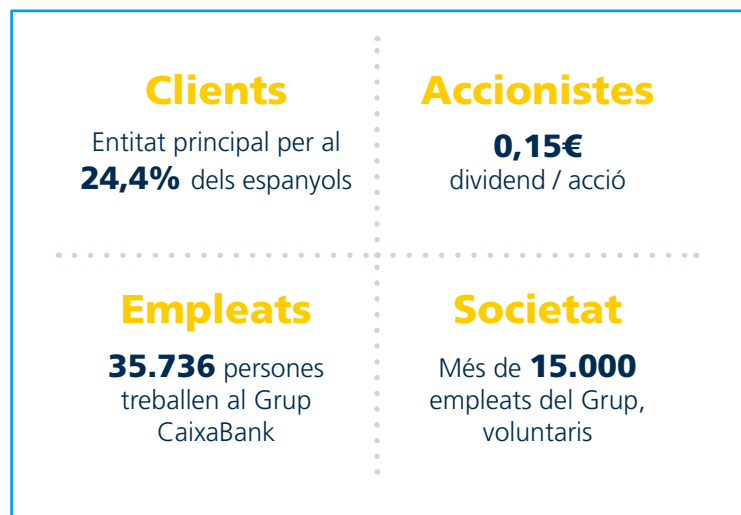 Clients
Entitat principal per al
24,4% dels espanyols
Accionistes
0,15€
dividend / acció
Empleats
35.736 persones
treballen al Grup
CaixaBank
Societat
Més de 15.000
empleats del Grup,
voluntaris